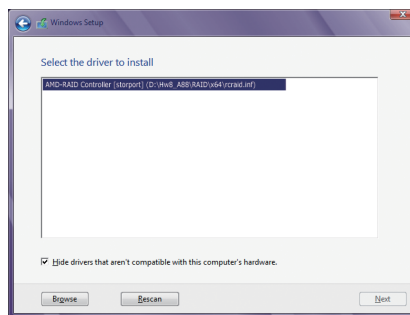 Windows Setup
Select the driver to install
AMD-RAID Controller [storport] (D:\Hw8_A88\RAID\x64\rcraid.inf)
Hide drivers that aren't compatible with this computer's hardware.
Browse
Rescan
Next